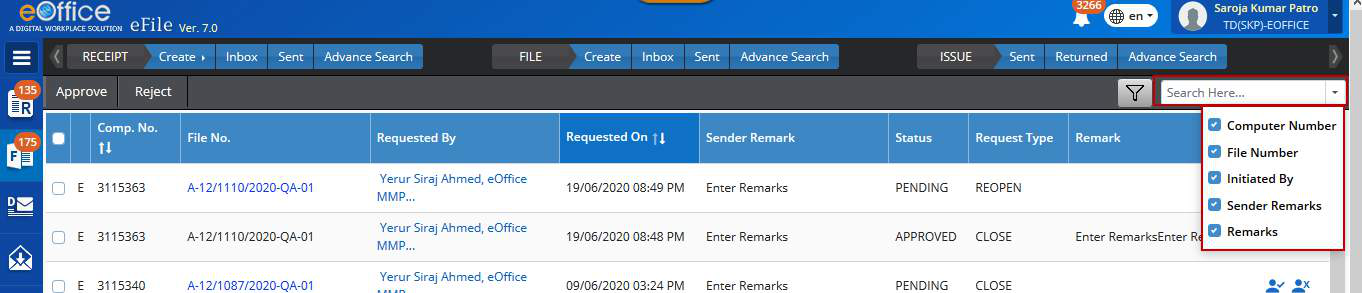 eOffice
A DIGITAL WORKPLACE SOLUTION eFile Ver. 7.0
3266
en
Saroja Kumar Patro
TD(SKP)-EOFFICE
RECEIPT Create Inbox Sent Advance Search FILE Create Inbox Sent Advance Search ISSUE Sent Returned Advance Search
135
R
Approve Reject Search Here...
175
F
D
Comp. No. File No. Requested By Requested On Sender Remark Status Request Type Remark
Computer Number
File Number
Initiated By
Sender Remarks
Remarks
E 3115363 A-12/1110/2020-QA-01 Yerur Siraj Ahmed, eOffice
MMP... 19/06/2020 08:49 PM Enter Remarks PENDING REOPEN
E 3115363 A-12/1110/2020-QA-01 Yerur Siraj Ahmed, eOffice
MMP... 19/06/2020 08:48 PM Enter Remarks APPROVED CLOSE Enter RemarksEnter Re
E 3115340 A-12/1087/2020-QA-01 Yerur Siraj Ahmed, eOffice
MMP... 09/06/2020 03:24 PM Enter Remarks PENDING CLOSE